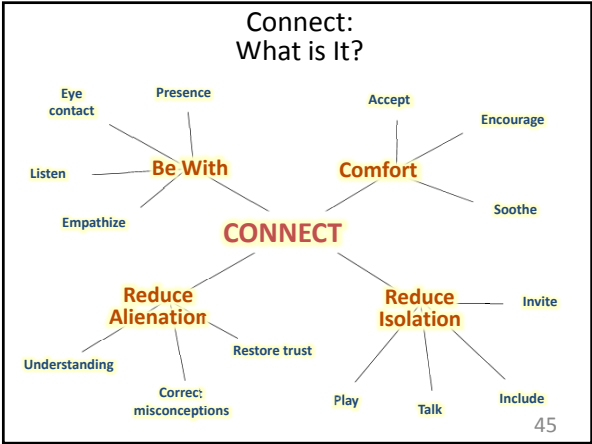 Connect:
What is It?
Eye
contact
Presence
Listen
Be With
Empathize
Accept
Encourage
Comfort
Soothe
CONNECT
Reduce
Alienation
Understanding
Correct
misconceptions
Restore trust
Reduce
Isolation
Invite
Play
Talk
Include
45